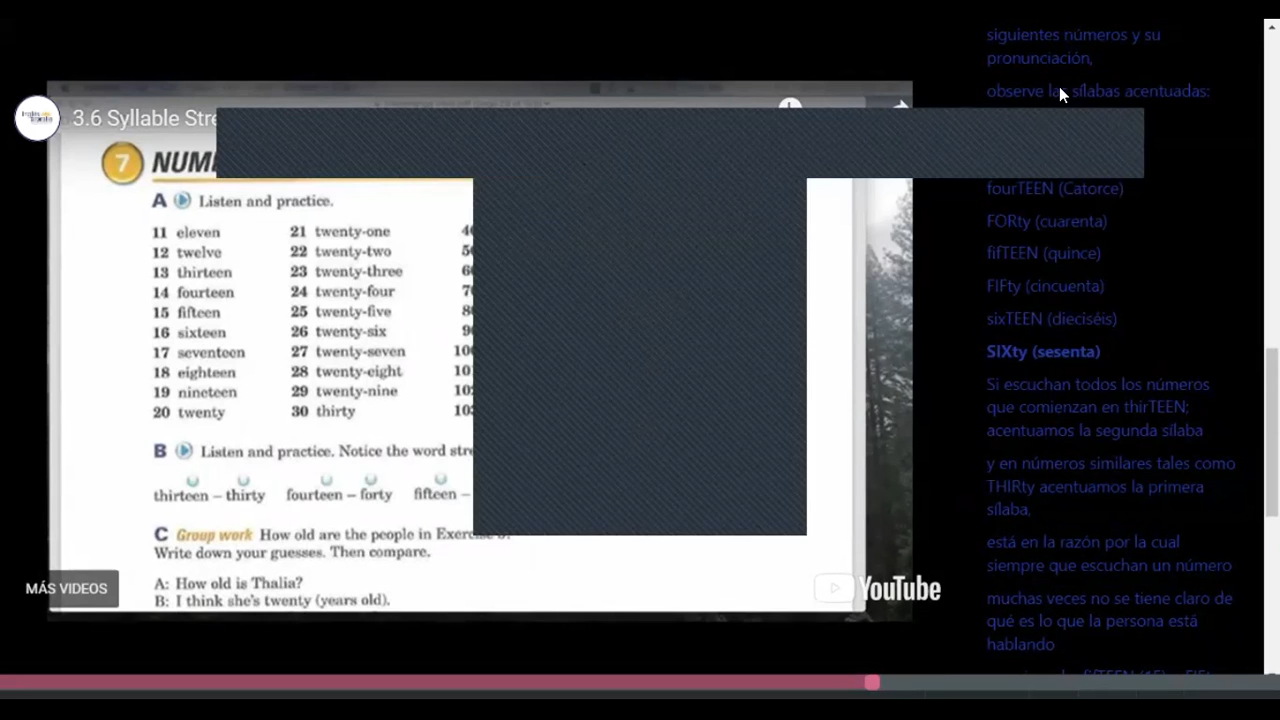 siguientes números y su
pronunciación,
observe las sílabas acentuadas:
3.6 Syllable
7
A Listen and practice.
11 eleven 21 twenty-one
12 twelve 22 twenty-two
13 thirteen 23 twenty-three
14 fourteen 24 twenty-four
15 fifteen 25 twenty-five
16 sixteen 26 twenty-six
17 seventeen 27 twenty-seven
18 eighteen 28 twenty-eight
19 nineteen 29 twenty-nine
20 twenty 30 thirty
B Listen and practice. Notice the word
thirteen – thirty fourteen – forty fifteen –
C Group work How old are the people in
Write down your guesses. Then compare.
A: How old is Thalia?
B: I think she's twenty (years old).
MÁS VIDEOS
YouTube
fourTEEN (Catorce)
FORty (cuarenta)
fifTEEN (quince)
FIFty (cincuenta)
sixTEEN (dieciséis)
SIXty (sesenta)
Si escuchan todos los números
que comienzan en thirTEEN;
acentuamos la segunda sílaba
y en números similares tales como
THIRty acentuamos la primera
sílaba,
está en la razón por la cual
siempre que escuchan un número
muchas veces no se tiene claro de
qué es lo que la persona está
hablando